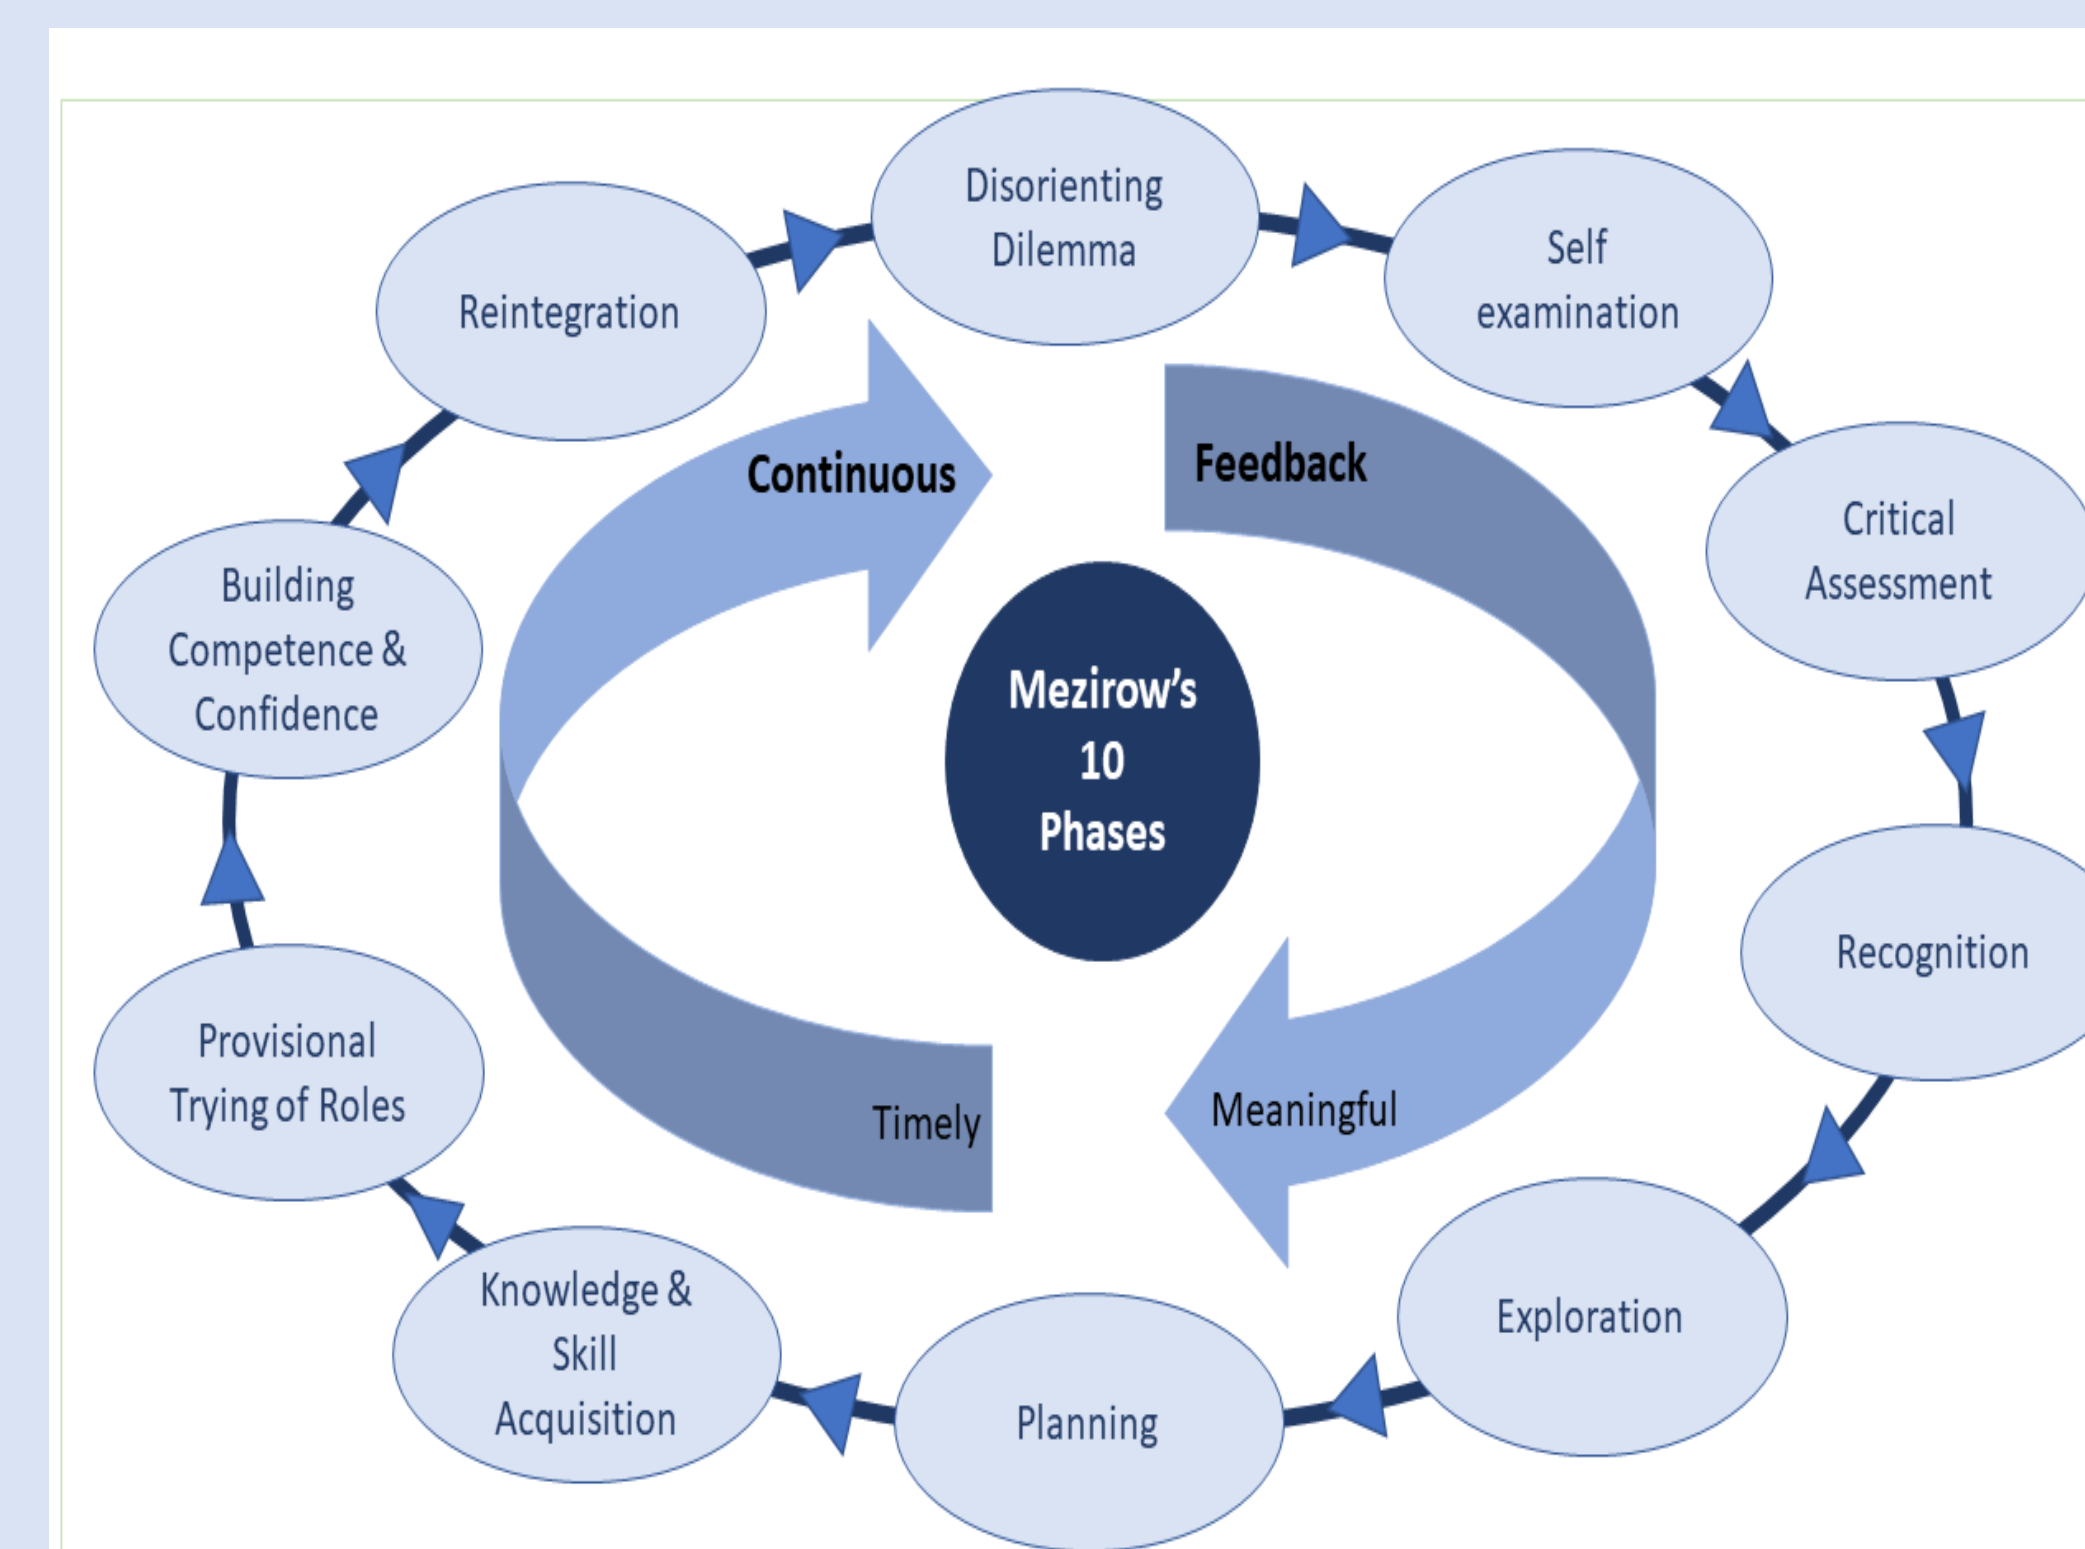 Disorienting
Dilemma
Self
examination
Critical
Assessment
Recognition
Exploration
Planning
Knowledge &
Skill
Acquisition
Provisional
Trying of Roles
Building
Competence &
Confidence
Reintegration
Continuous
Feedback
Meaningful
Timely
Mezirow’s
10
Phases